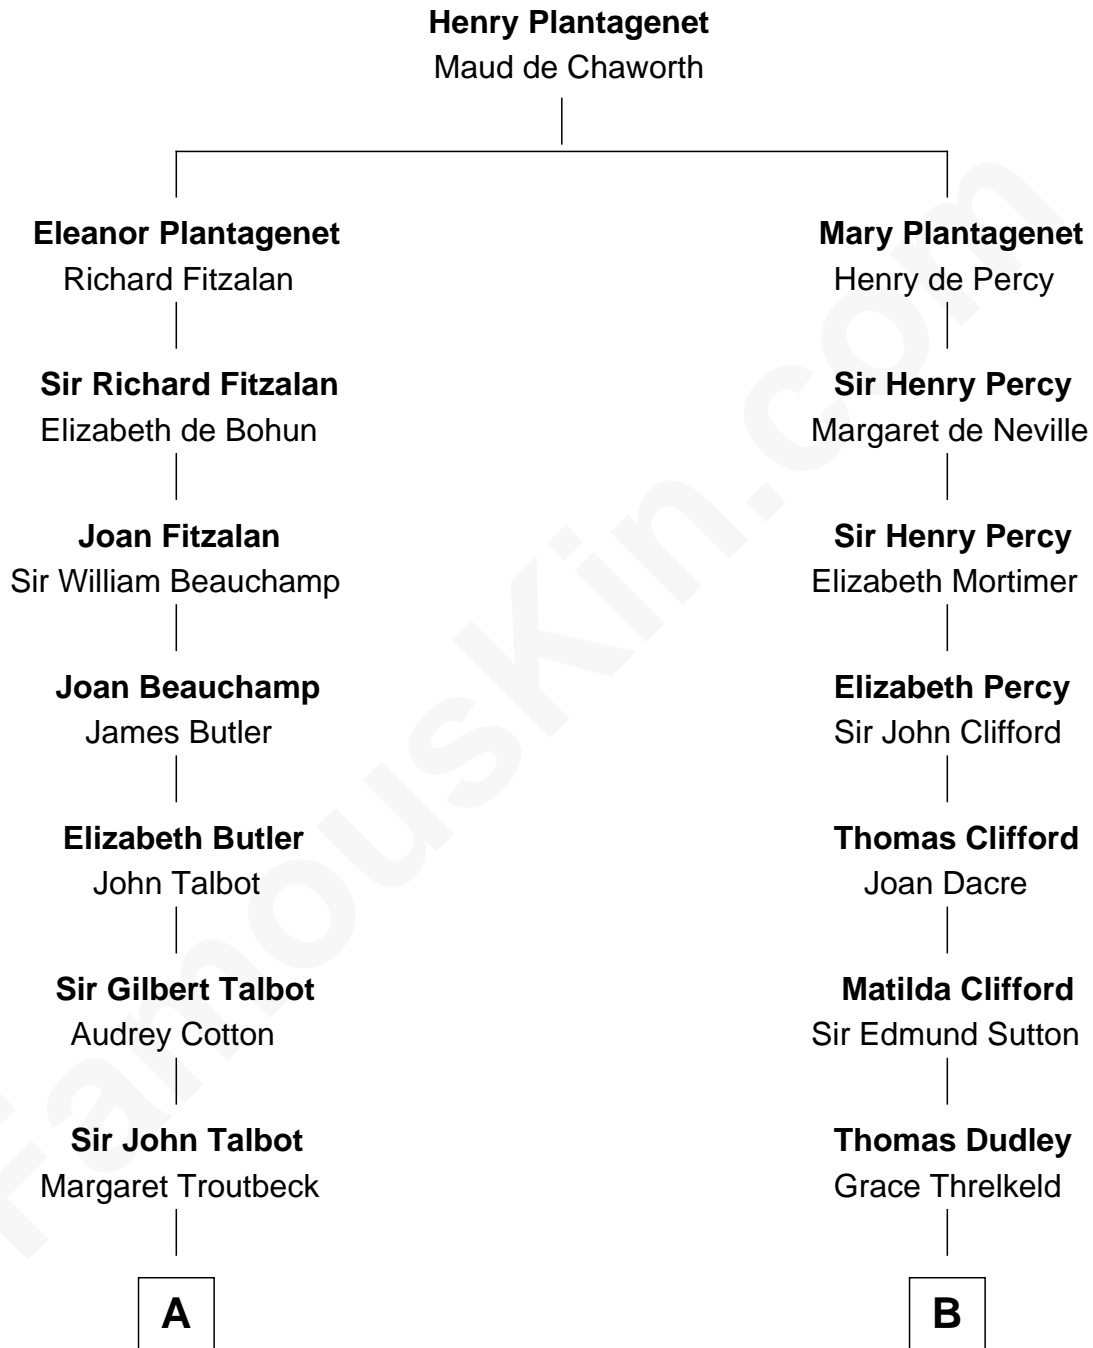 Henry Plantagenet
Maud de Chaworth
Eleanor Plantagenet
Richard Fitzalan
Sir Richard Fitzalan
Elizabeth de Bohun
Joan Fitzalan
Sir William Beauchamp
Joan Beauchamp
James Butler
Elizabeth Butler
John Talbot
Sir Gilbert Talbot
Audrey Cotton
Sir John Talbot
Margaret Troutbeck
A
Mary Plantagenet
Henry de Percy
Sir Henry Percy
Margaret de Neville
Sir Henry Percy
Elizabeth Mortimer
Elizabeth Percy
Sir John Clifford
Thomas Clifford
Joan Dacre
Matilda Clifford
Sir Edmund Sutton
Thomas Dudley
Grace Threlkeld
B
FamousKin.com